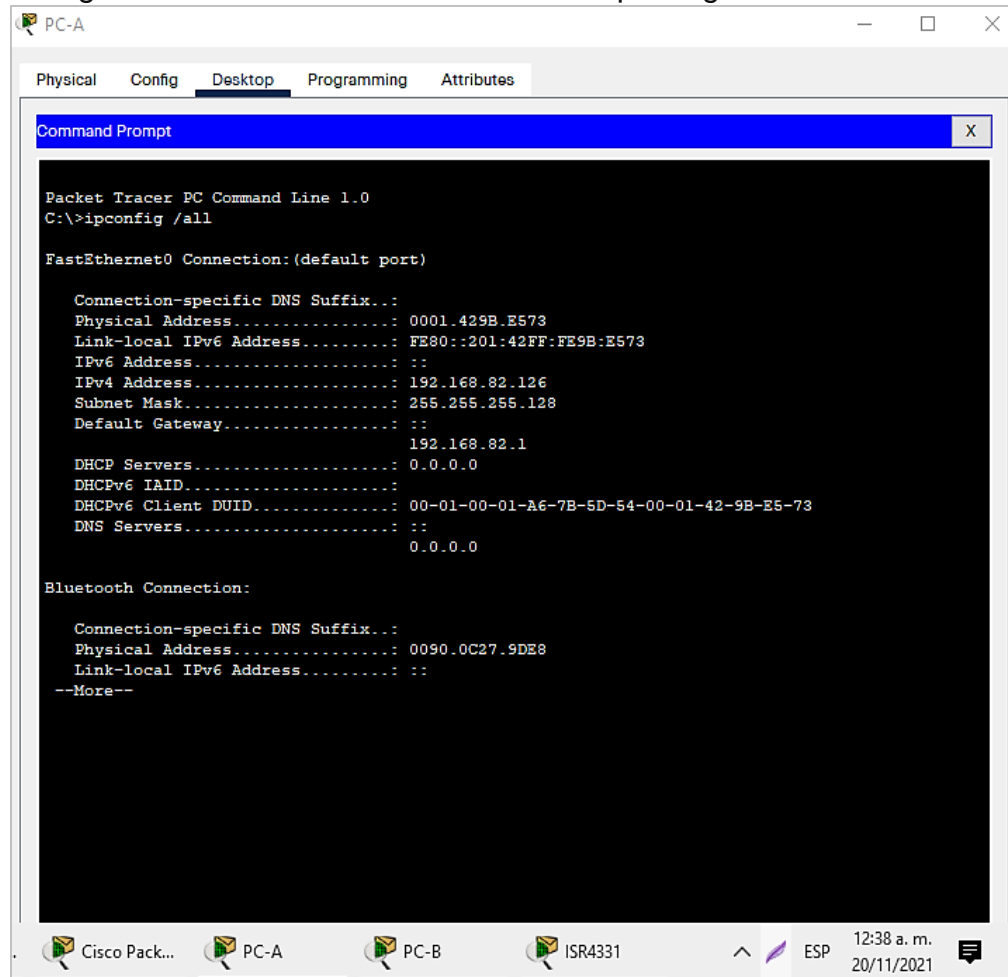 PC-A
Physical Config Desktop Programming Attributes
Command Prompt X
Packet Tracer PC Command Line 1.0
C:\>ipconfig /all
FastEthernet0 Connection:(default port)
Connection-specific DNS Suffix..:
Physical Address................: 0001.429B.E573
Link-local IPv6 Address.........: FE80::201:42FF:FE9B:E573
IPv6 Address....................: ::
IPv4 Address....................: 192.168.82.126
Subnet Mask.....................: 255.255.255.128
Default Gateway.................: ::
192.168.82.1
DHCP Servers....................: 0.0.0.0
DHCPv6 IAID.....................:
DHCPv6 Client DUID..............: 00-01-00-01-A6-7B-5D-54-00-01-42-9B-E5-73
DNS Servers.....................: ::
0.0.0.0
Bluetooth Connection:
Connection-specific DNS Suffix..:
Physical Address................: 0090.0C27.9DE8
Link-local IPv6 Address.........: ::
--More--
Cisco Pack... PC-A PC-B ISR4331 ESP 12:38 a. m.
20/11/2021